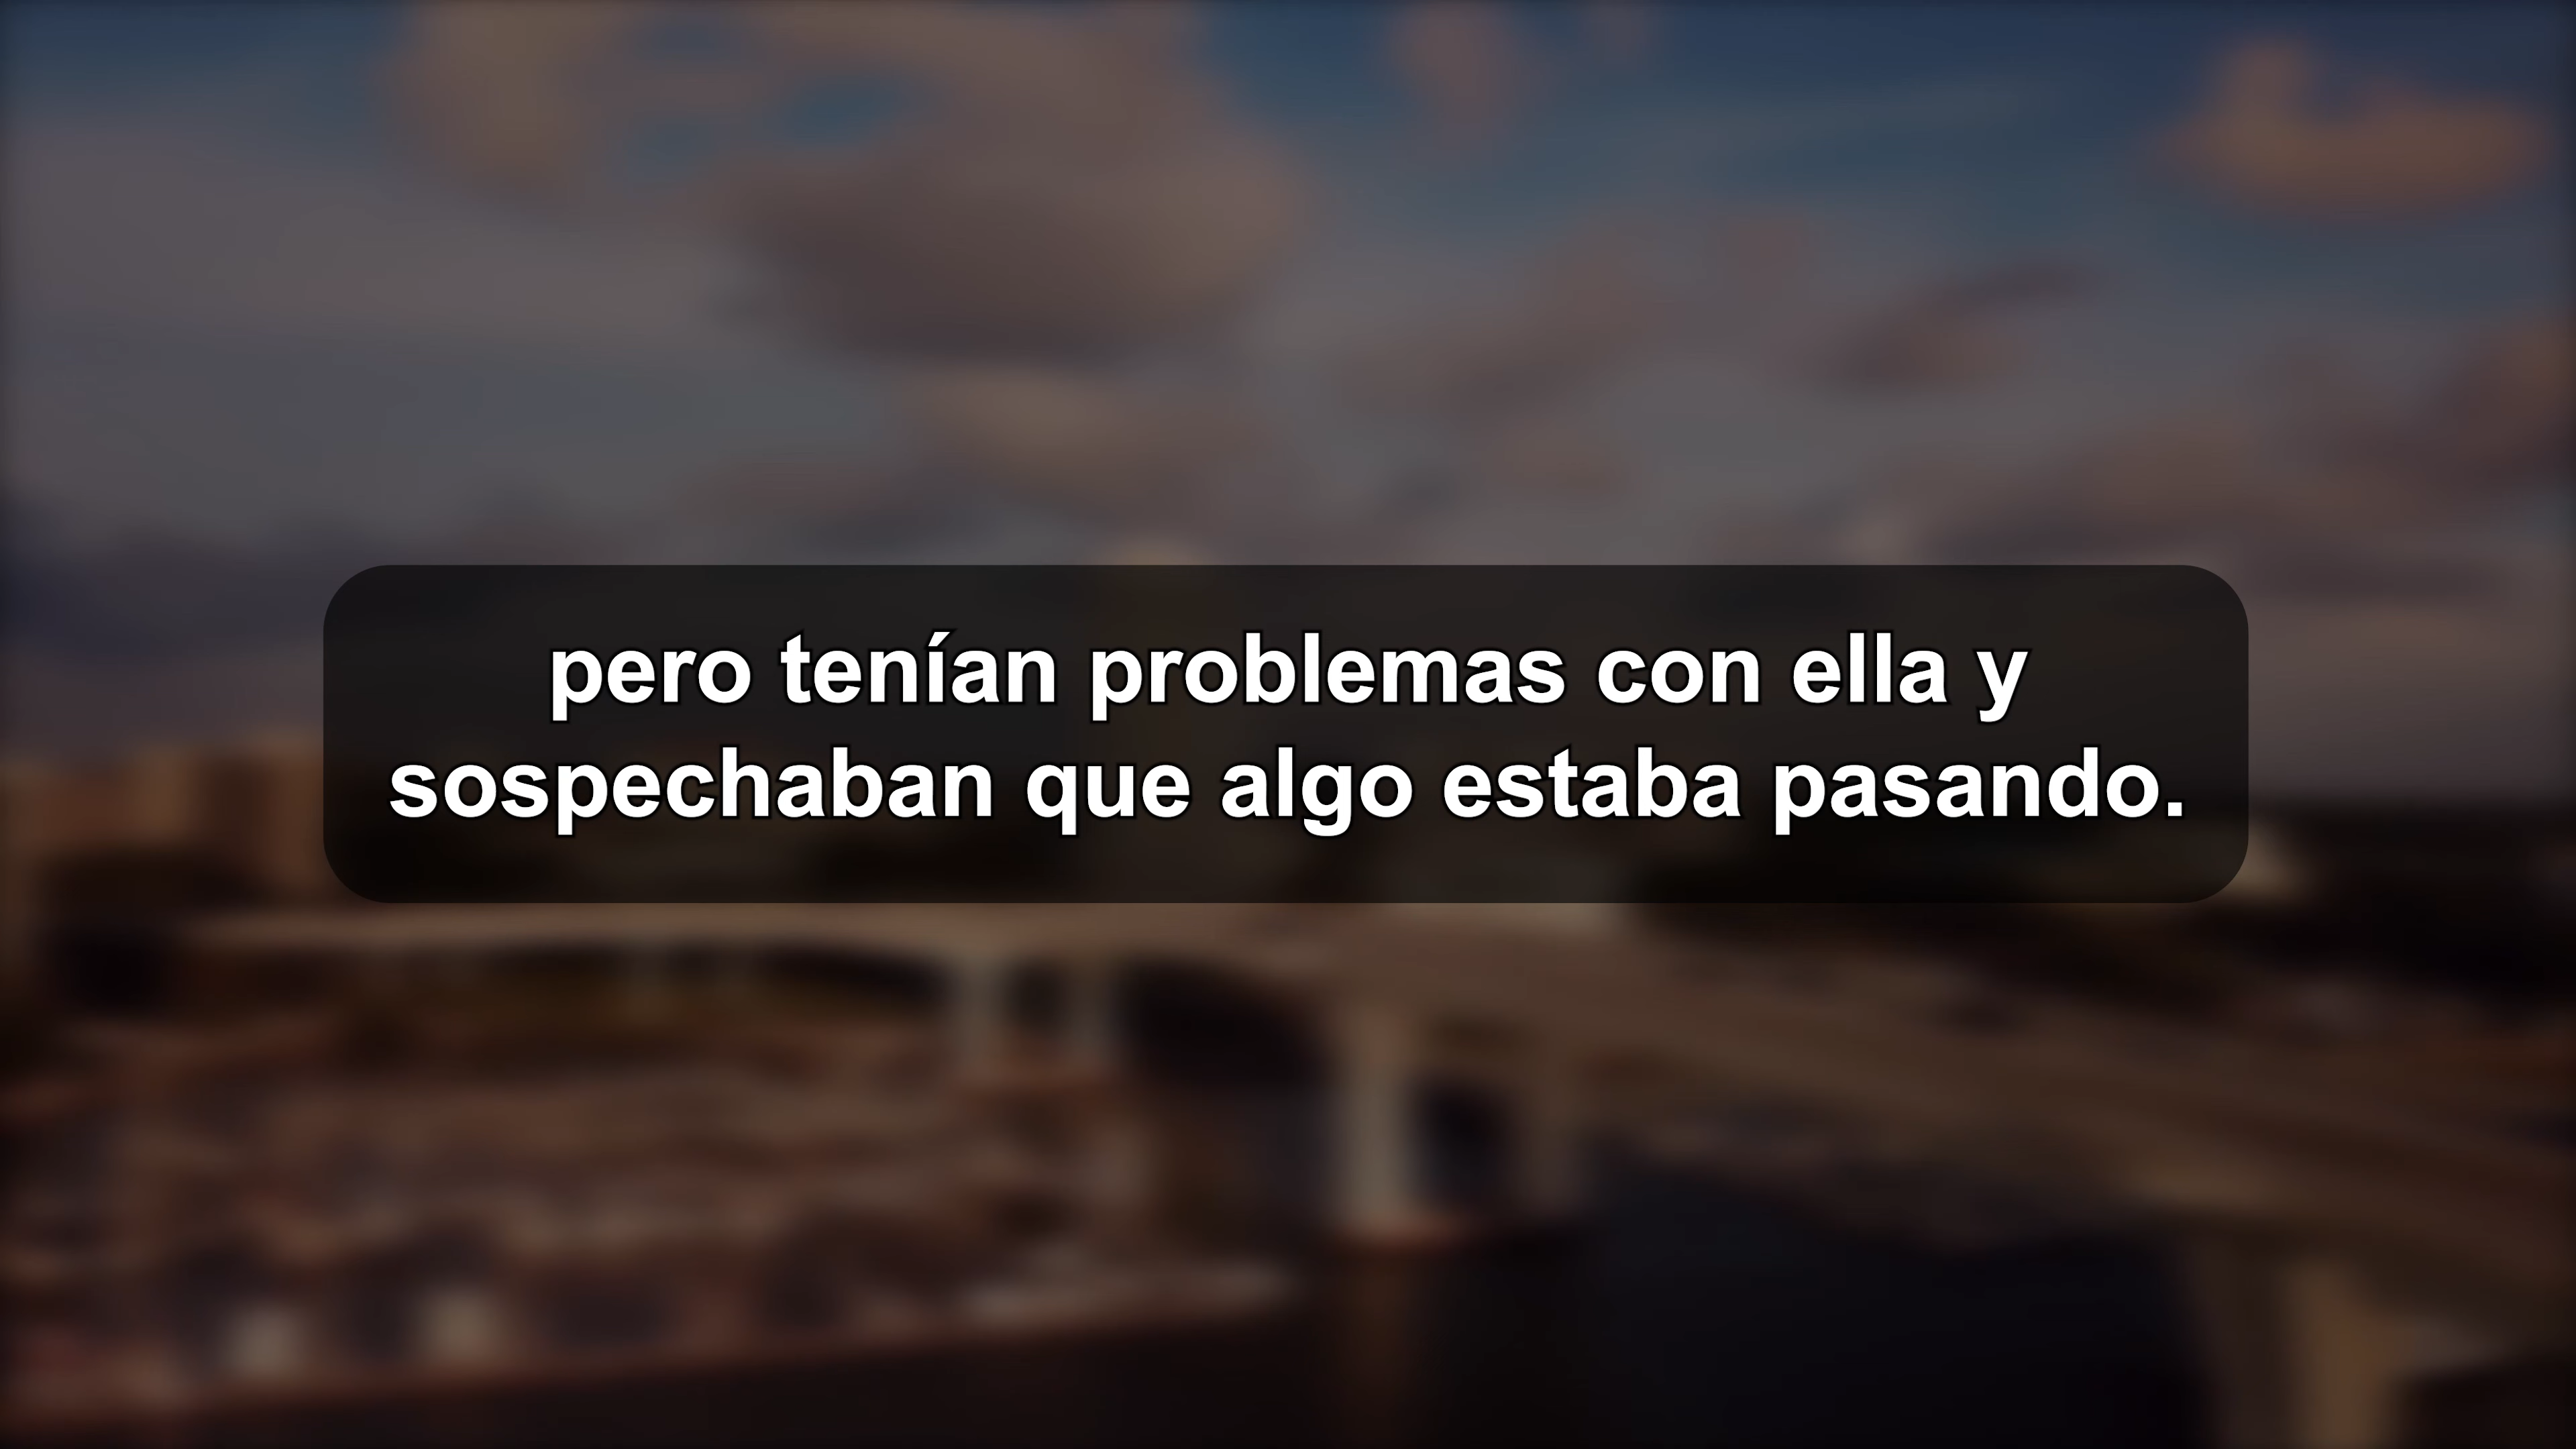 pero tenían problemas con ella y
sospechaban que algo estaba pasando.